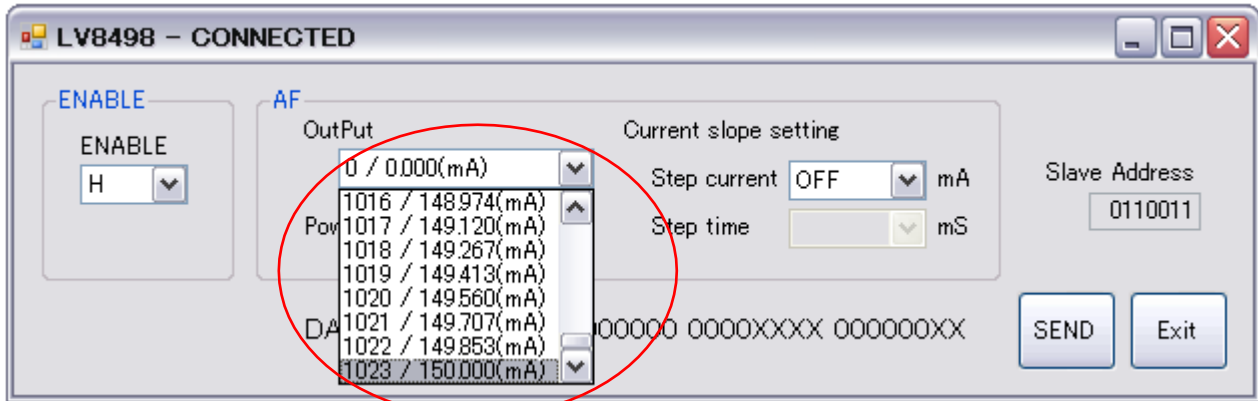 LV8498 - CONNECTED
ENABLE
ENABLE
H
AF
OutPut
0 / 0.000(mA)
1016 / 148.974(mA)
1017 / 149.120(mA)
1018 / 149.267(mA)
1019 / 149.413(mA)
1020 / 149.560(mA)
1021 / 149.707(mA)
1022 / 149.853(mA)
1023 / 150.000(mA)
Current slope setting
Step current OFF mA
Step time mS
Slave Address
0110011
00000 0000XXXX 000000XX
SEND
Exit